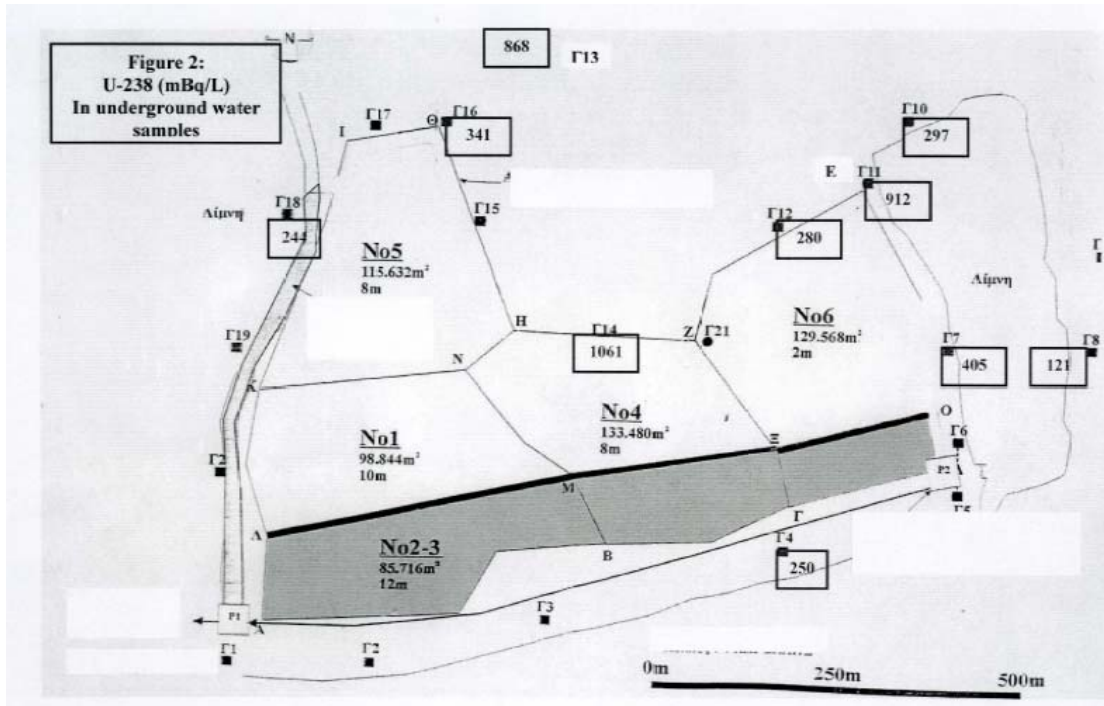 N
Figure 2:
U-238 (mBq/L)
In underground water
samples
868
Γ13
Γ10
297
Γ17
Θ
Γ16
341
Ι
Ε
Γ11
912
Λίμνη
Γ18
244
Γ15
Γ12
280
Γ
No5
115.632m²
8m
Λίμνη
No6
129.568m²
2m
Γ19
Η
Γ14
1061
Ζ
Γ21
Γ7
405
121
Γ8
Ν
Κ
No4
133.480m²
8m
No1
98.844m²
10m
Ο
Γ6
Ξ
Γ2
Μ
P2
Γ5
Λ
Γ
No2-3
85.716m²
12m
Β
Γ4
250
P1
Α
Γ3
Γ1
Γ2
0m
250m
500m